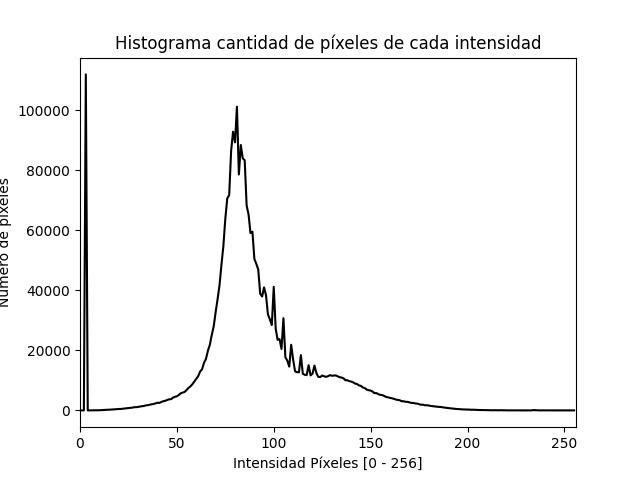 Histograma cantidad de píxeles de cada intensidad
100000
80000
60000
40000
20000
0
Número de píxeles
0 50 100 150 200 250
Intensidad Píxeles [0 - 256]